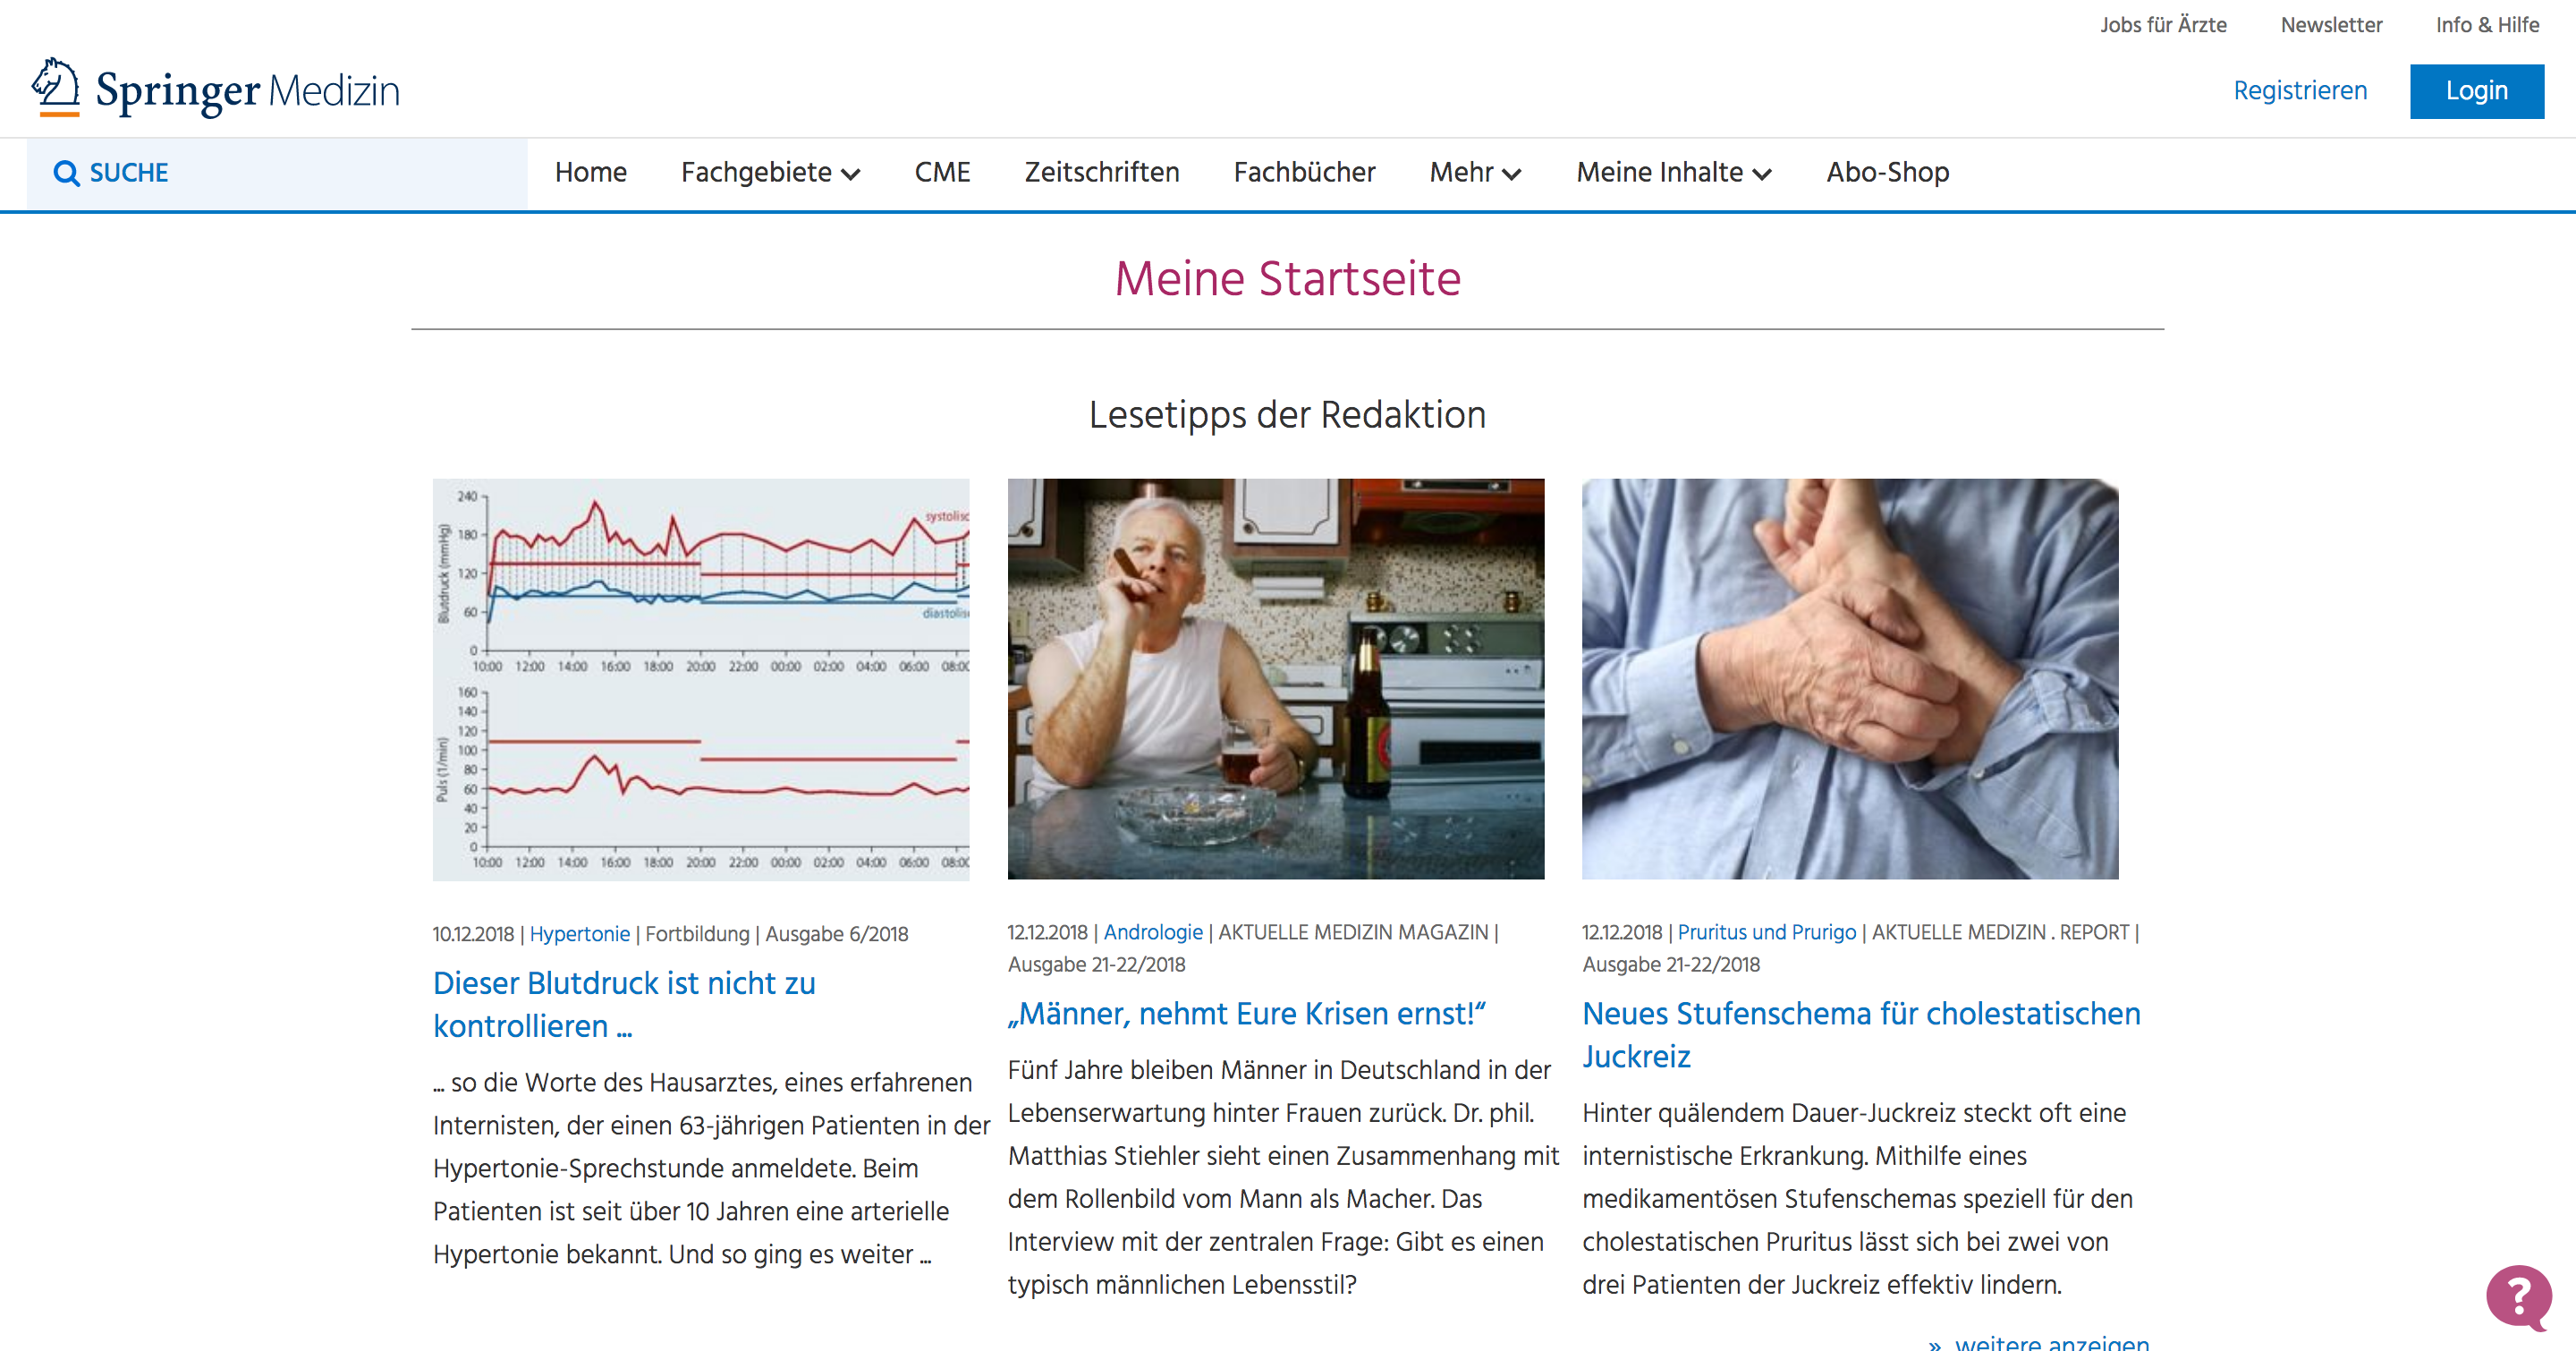 Jobs für Ärzte Newsletter Info & Hilfe
Springer Medizin
Registrieren Login
SUCHE Home Fachgebiete CME Zeitschriften Fachbücher Mehr Meine Inhalte Abo-Shop
Meine Startseite
Lesetipps der Redaktion
240
180
120
60
0
Blutdruck (mmHg)
systolisc
diastolis
10:00 12:00 14:00 16:00 18:00 20:00 22:00 00:00 02:00 04:00 06:00 08:00
160
140
120
100
80
60
40
20
0
Puls (1/min)
10:00 12:00 14:00 16:00 18:00 20:00 22:00 00:00 02:00 04:00 06:00 08:00
10.12.2018 | Hypertonie | Fortbildung | Ausgabe 6/2018
Dieser Blutdruck ist nicht zu
kontrollieren ...
... so die Worte des Hausarztes, eines erfahrenen
Internisten, der einen 63-jährigen Patienten in der
Hypertonie-Sprechstunde anmeldete. Beim
Patienten ist seit über 10 Jahren eine arterielle
Hypertonie bekannt. Und so ging es weiter ...
12.12.2018 | Andrologie | AKTUELLE MEDIZIN MAGAZIN |
Ausgabe 21-22/2018
„Männer, nehmt Eure Krisen ernst!“
Fünf Jahre bleiben Männer in Deutschland in der
Lebenserwartung hinter Frauen zurück. Dr. phil.
Matthias Stiehler sieht einen Zusammenhang mit
dem Rollenbild vom Mann als Macher. Das
Interview mit der zentralen Frage: Gibt es einen
typisch männlichen Lebensstil?
12.12.2018 | Pruritus und Prurigo | AKTUELLE MEDIZIN . REPORT |
Ausgabe 21-22/2018
Neues Stufenschema für cholestatischen
Juckreiz
Hinter quälendem Dauer-Juckreiz steckt oft eine
internistische Erkrankung. Mithilfe eines
medikamentösen Stufenschemas speziell für den
cholestatischen Pruritus lässt sich bei zwei von
drei Patienten der Juckreiz effektiv lindern.
» weitere anzeigen
?